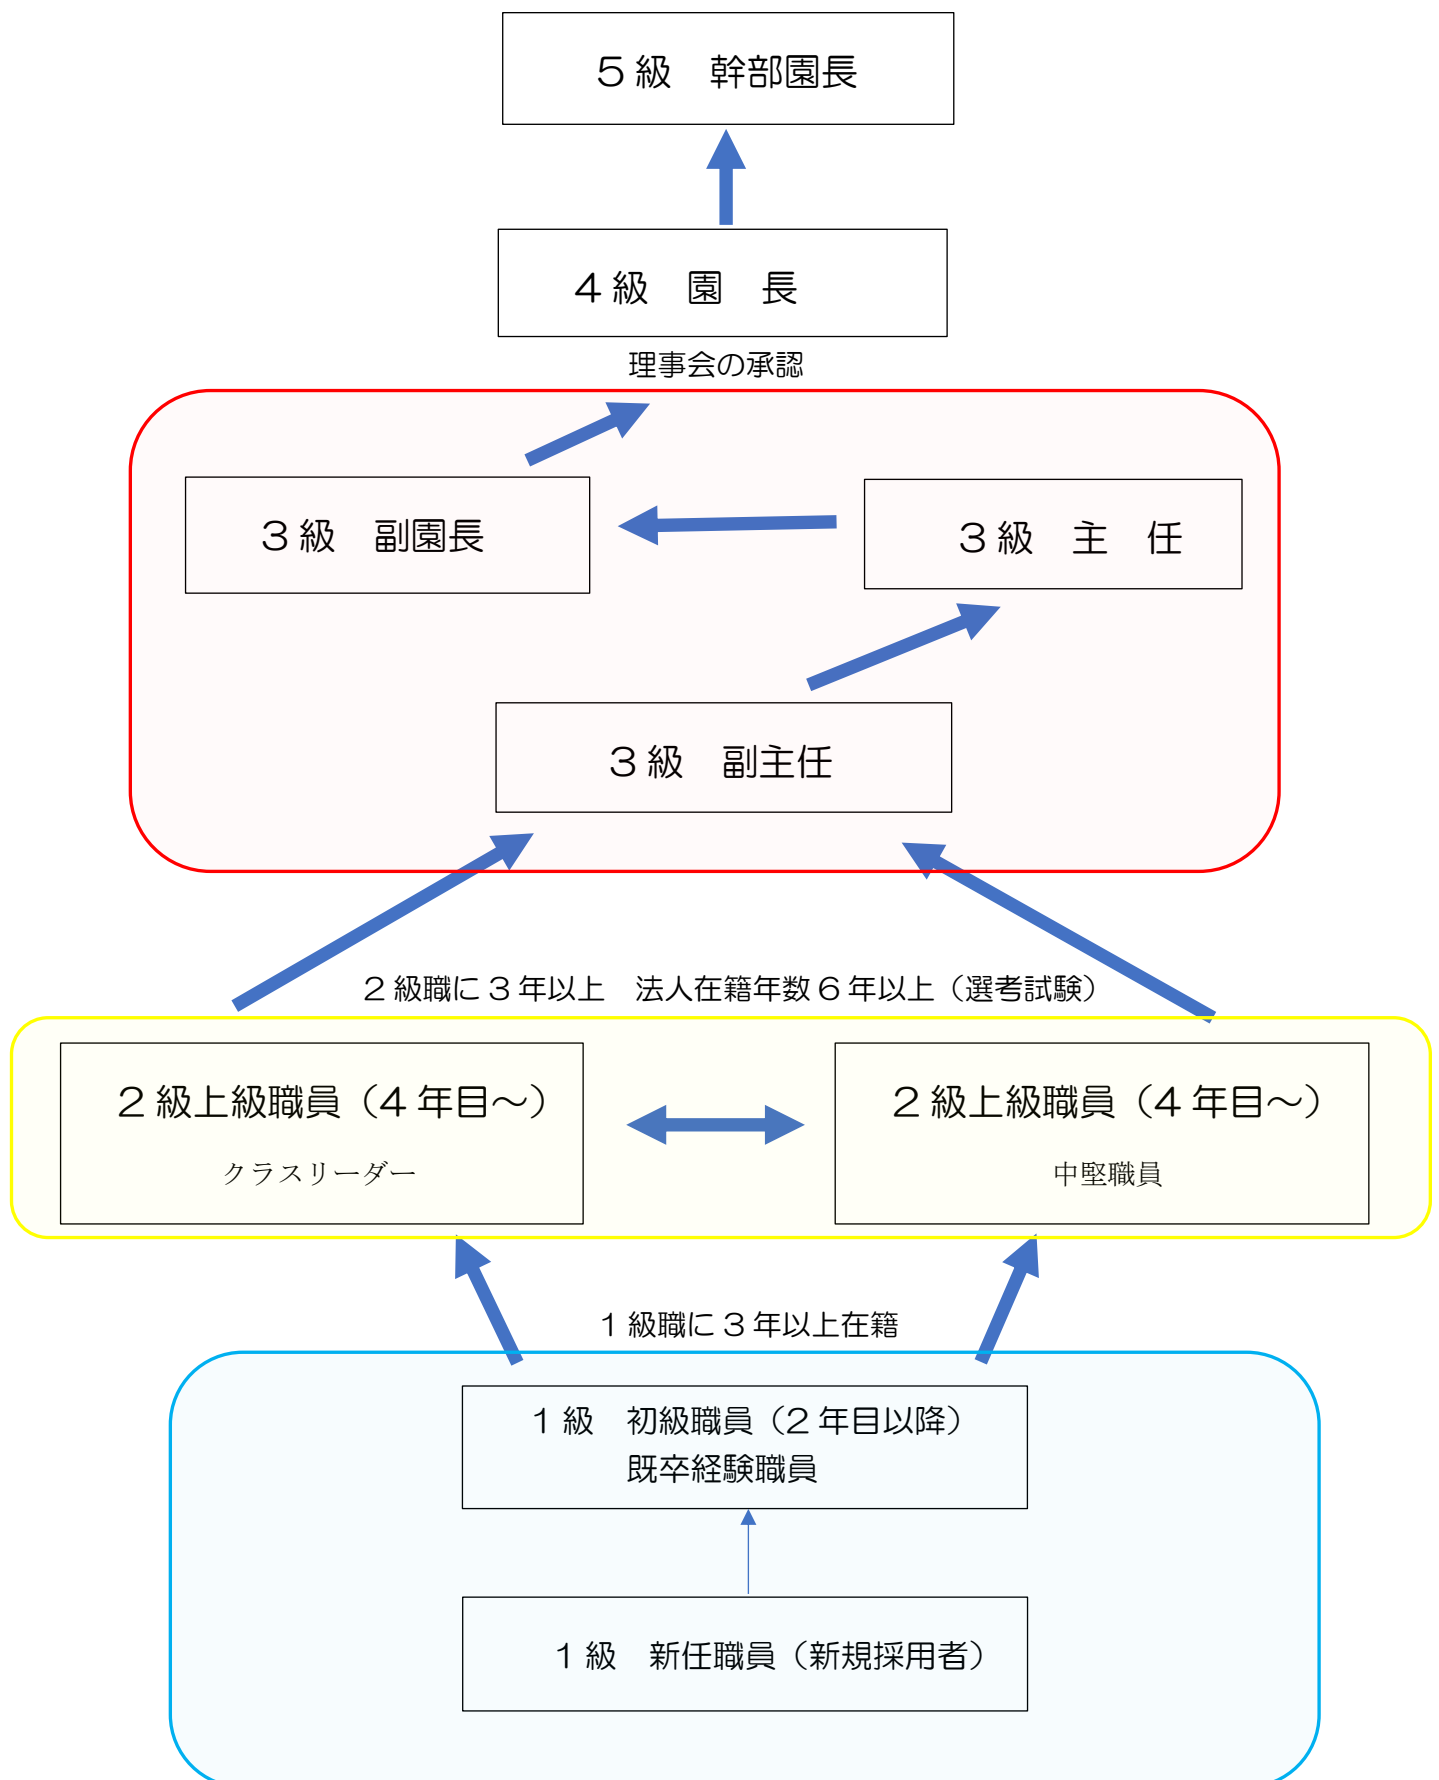 ５級　幹部園長
４級　園　長
理事会の承認
３級　副園長
３級　主　任
３級　副主任
２級職に３年以上　法人在籍年数６年以上（選考試験）
２級上級職員（４年目～）
クラスリーダー
２級上級職員（４年目～）
中堅職員
１級職に３年以上在籍
１級　初級職員（２年目以降）
既卒経験職員
１級　新任職員（新規採用者）